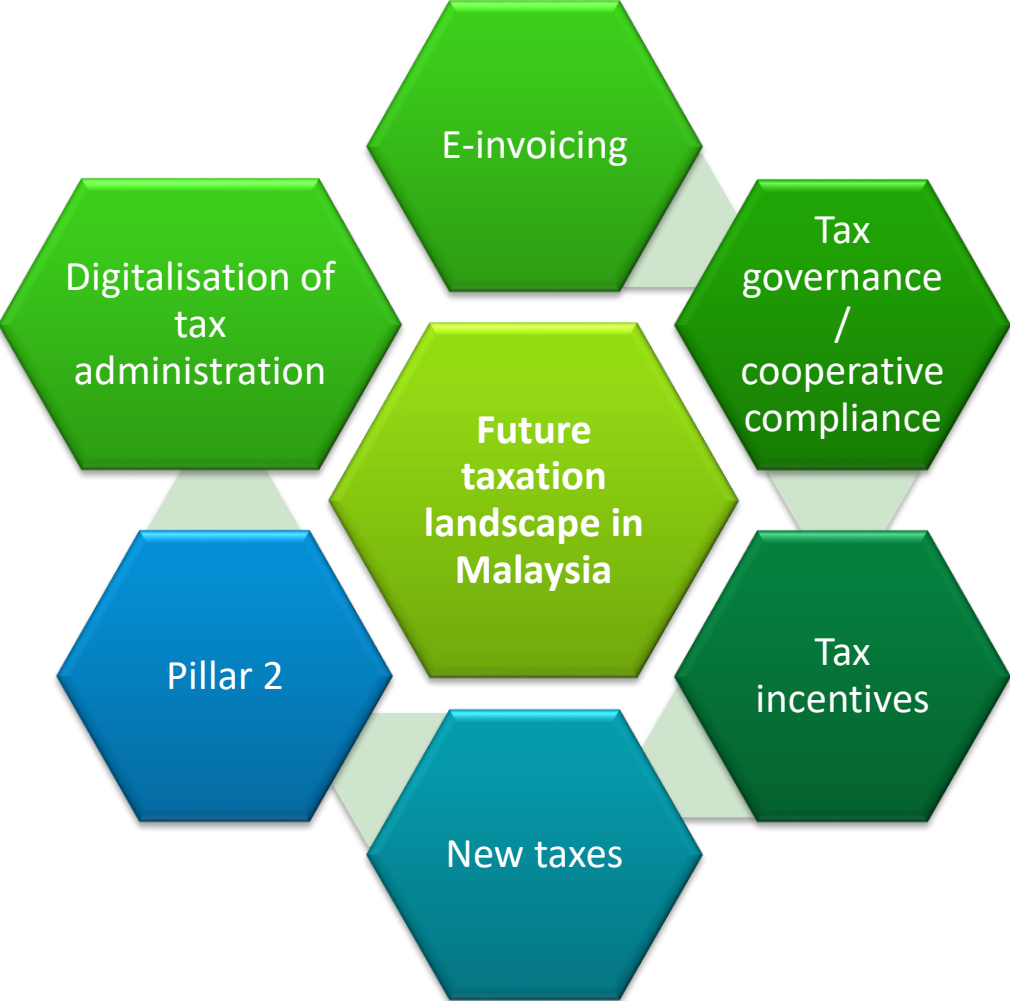 E-invoicing
Tax
governance
/
cooperative
compliance
Digitalisation of
tax
administration
Future
taxation
landscape in
Malaysia
Tax
incentives
Pillar 2
New taxes